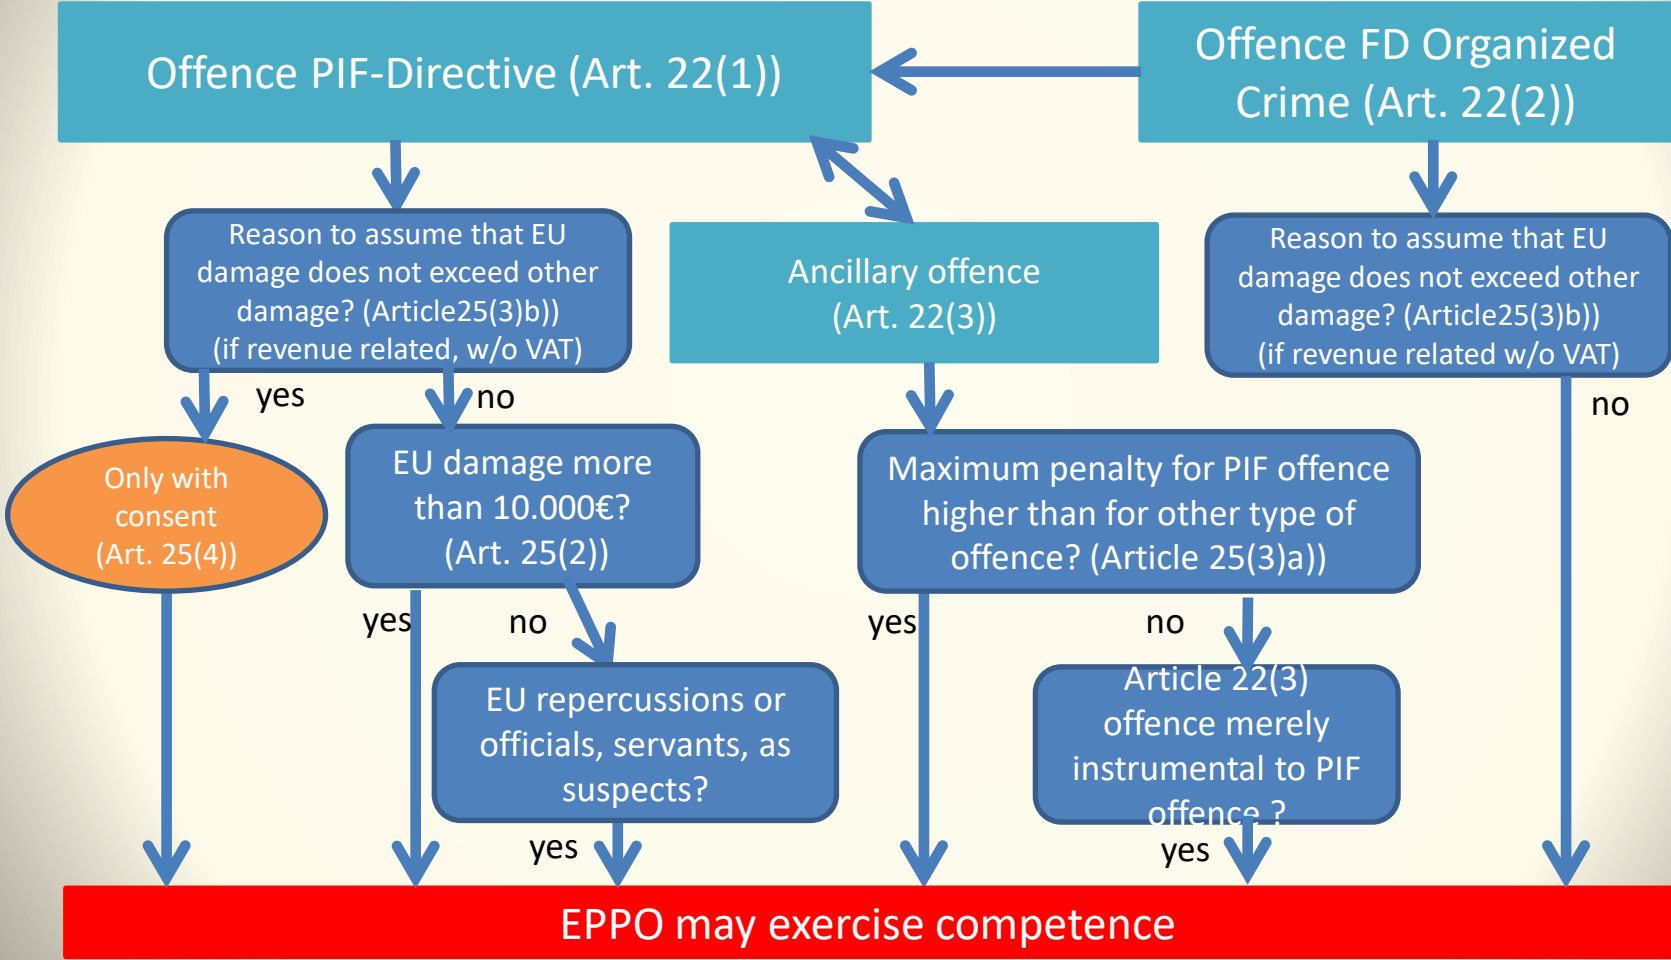 Offence PIF-Directive (Art. 22(1))
Offence FD Organized
Crime (Art. 22(2))
Reason to assume that EU
damage does not exceed other
damage? (Article25(3)b))
(if revenue related, w/o VAT)
Ancillary offence
(Art. 22(3))
Reason to assume that EU
damage does not exceed other
damage? (Article25(3)b))
(if revenue related w/o VAT)
yes
no
no
Only with
consent
(Art. 25(4))
EU damage more
than 10.000€?
(Art. 25(2))
Maximum penalty for PIF offence
higher than for other type of
offence? (Article 25(3)a))
yes
no
yes
no
EU repercussions or
officials, servants, as
suspects?
Article 22(3)
offence merely
instrumental to PIF
offence ?
yes
yes
EPPO may exercise competence